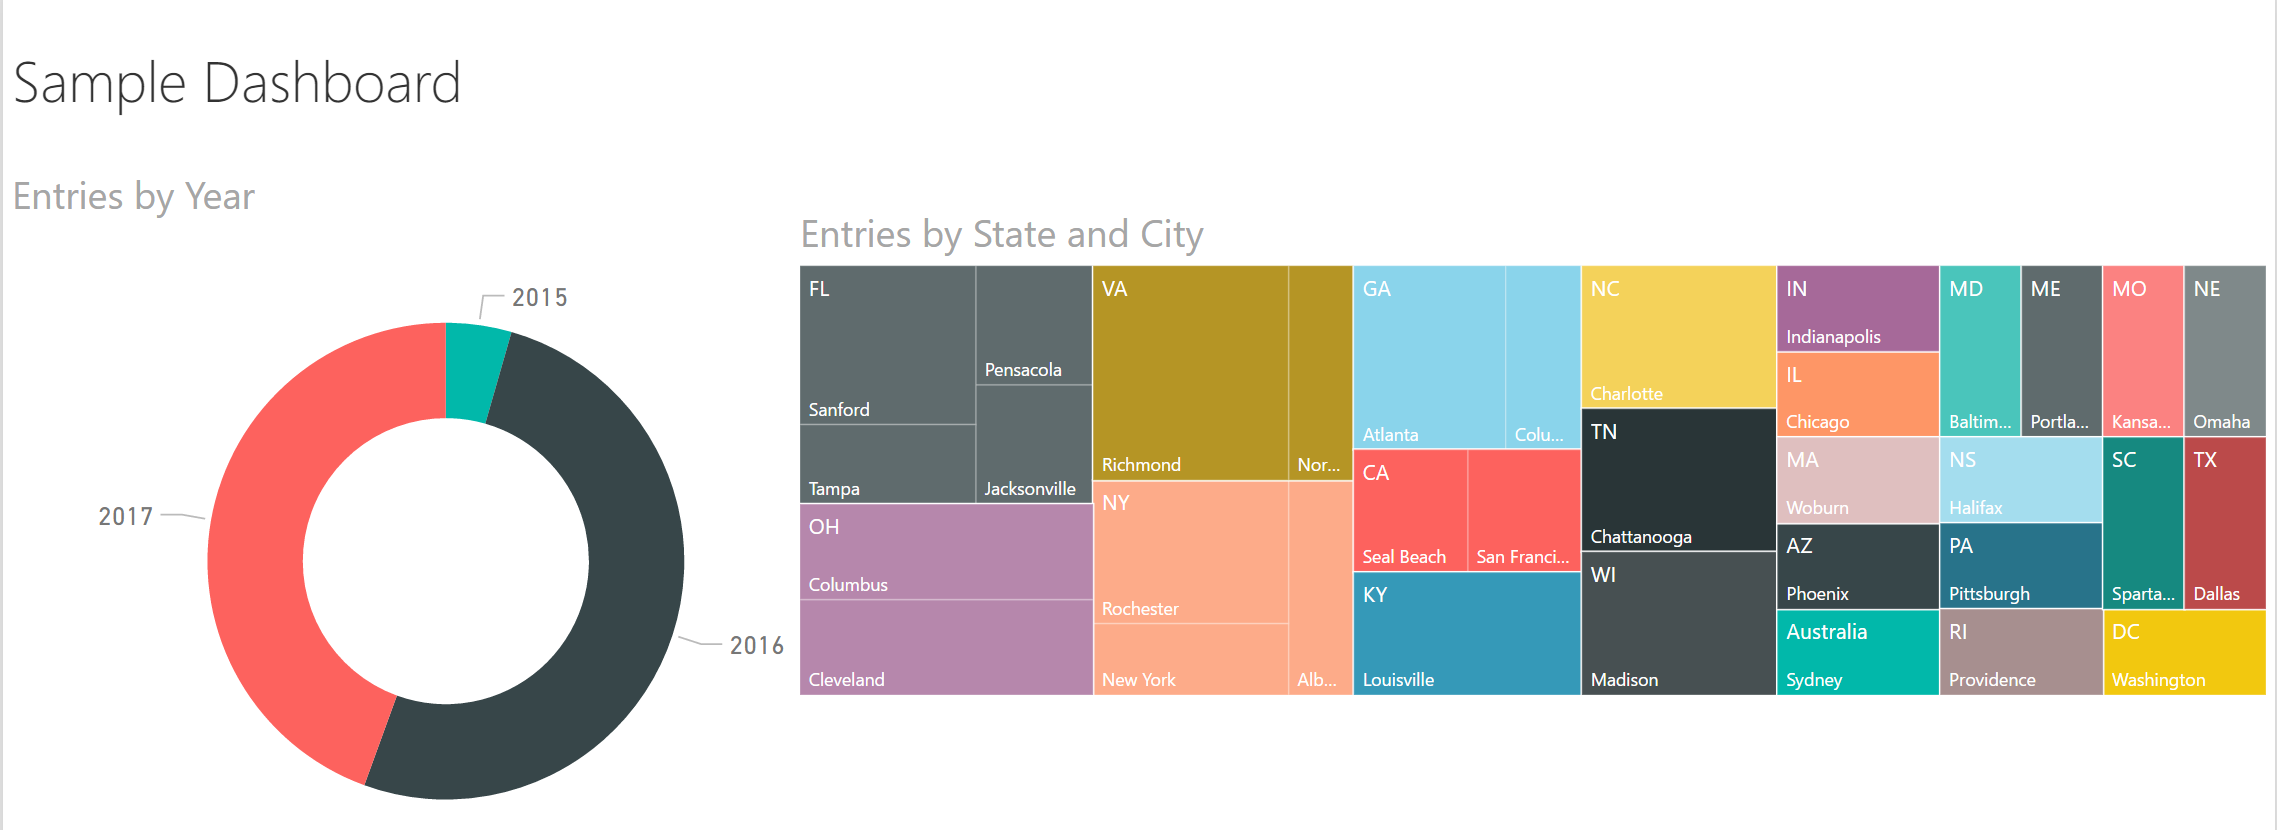 Sample Dashboard
Entries by Year
2015
2017
2016
Entries by State and City
FL
Sanford
Tampa
Pensacola
Jacksonville
OH
Columbus
Cleveland
VA
Richmond
Nor...
NY
Rochester
New York
Alb...
GA
Atlanta
Colu...
CA
Seal Beach
San Franci...
KY
Louisville
NC
Charlotte
TN
Chattanooga
WI
Madison
IN
Indianapolis
IL
Chicago
MA
Woburn
AZ
Phoenix
Australia
Sydney
MD
Baltim...
ME
Portla...
MO
Kansa...
NE
Omaha
NS
Halifax
PA
Pittsburgh
RI
Providence
SC
Sparta...
TX
Dallas
DC
Washington